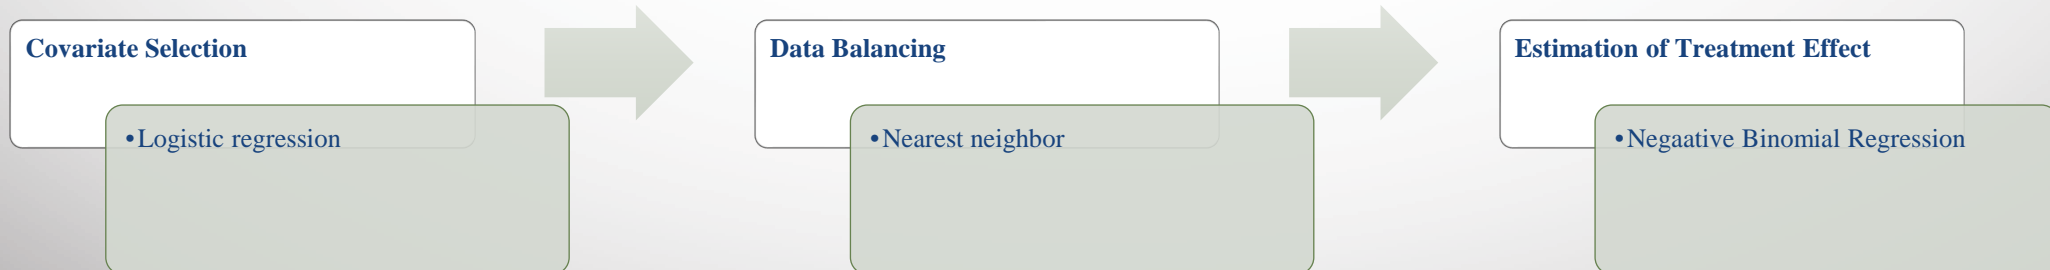 Covariate Selection
•Logistic regression
Data Balancing
•Nearest neighbor
Estimation of Treatment Effect
•Negaative Binomial Regression